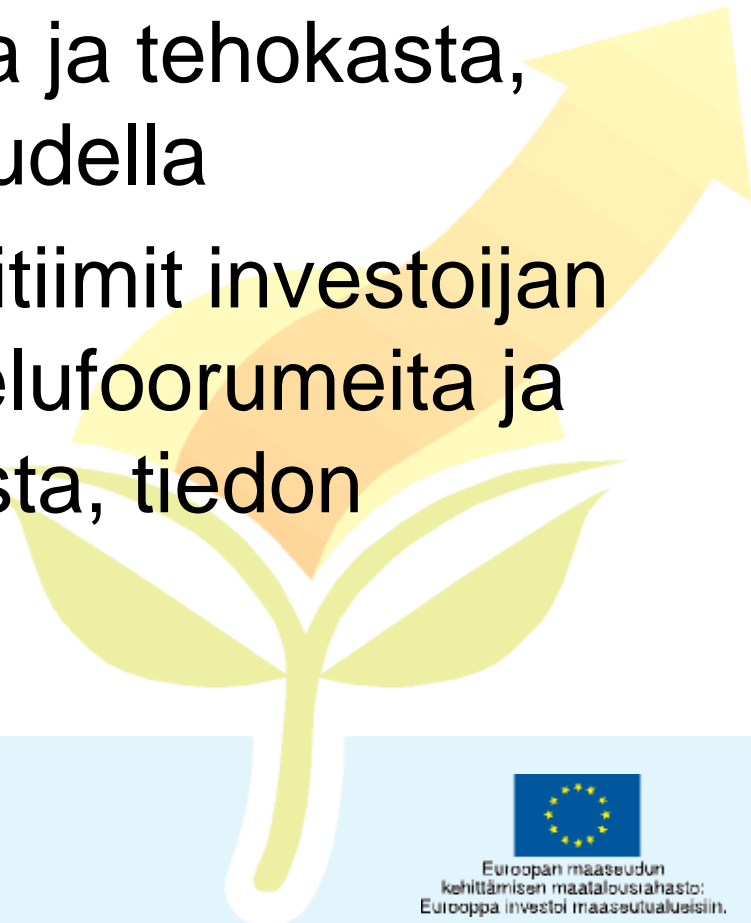 a ja tehokasta,
udella
itiimit investoijan
elufoorumeita ja
sta, tiedon
Euroopan maaseudun
kehittämisen maatalousrahasto:
Eurooppa investoi maaseutualueisiin.